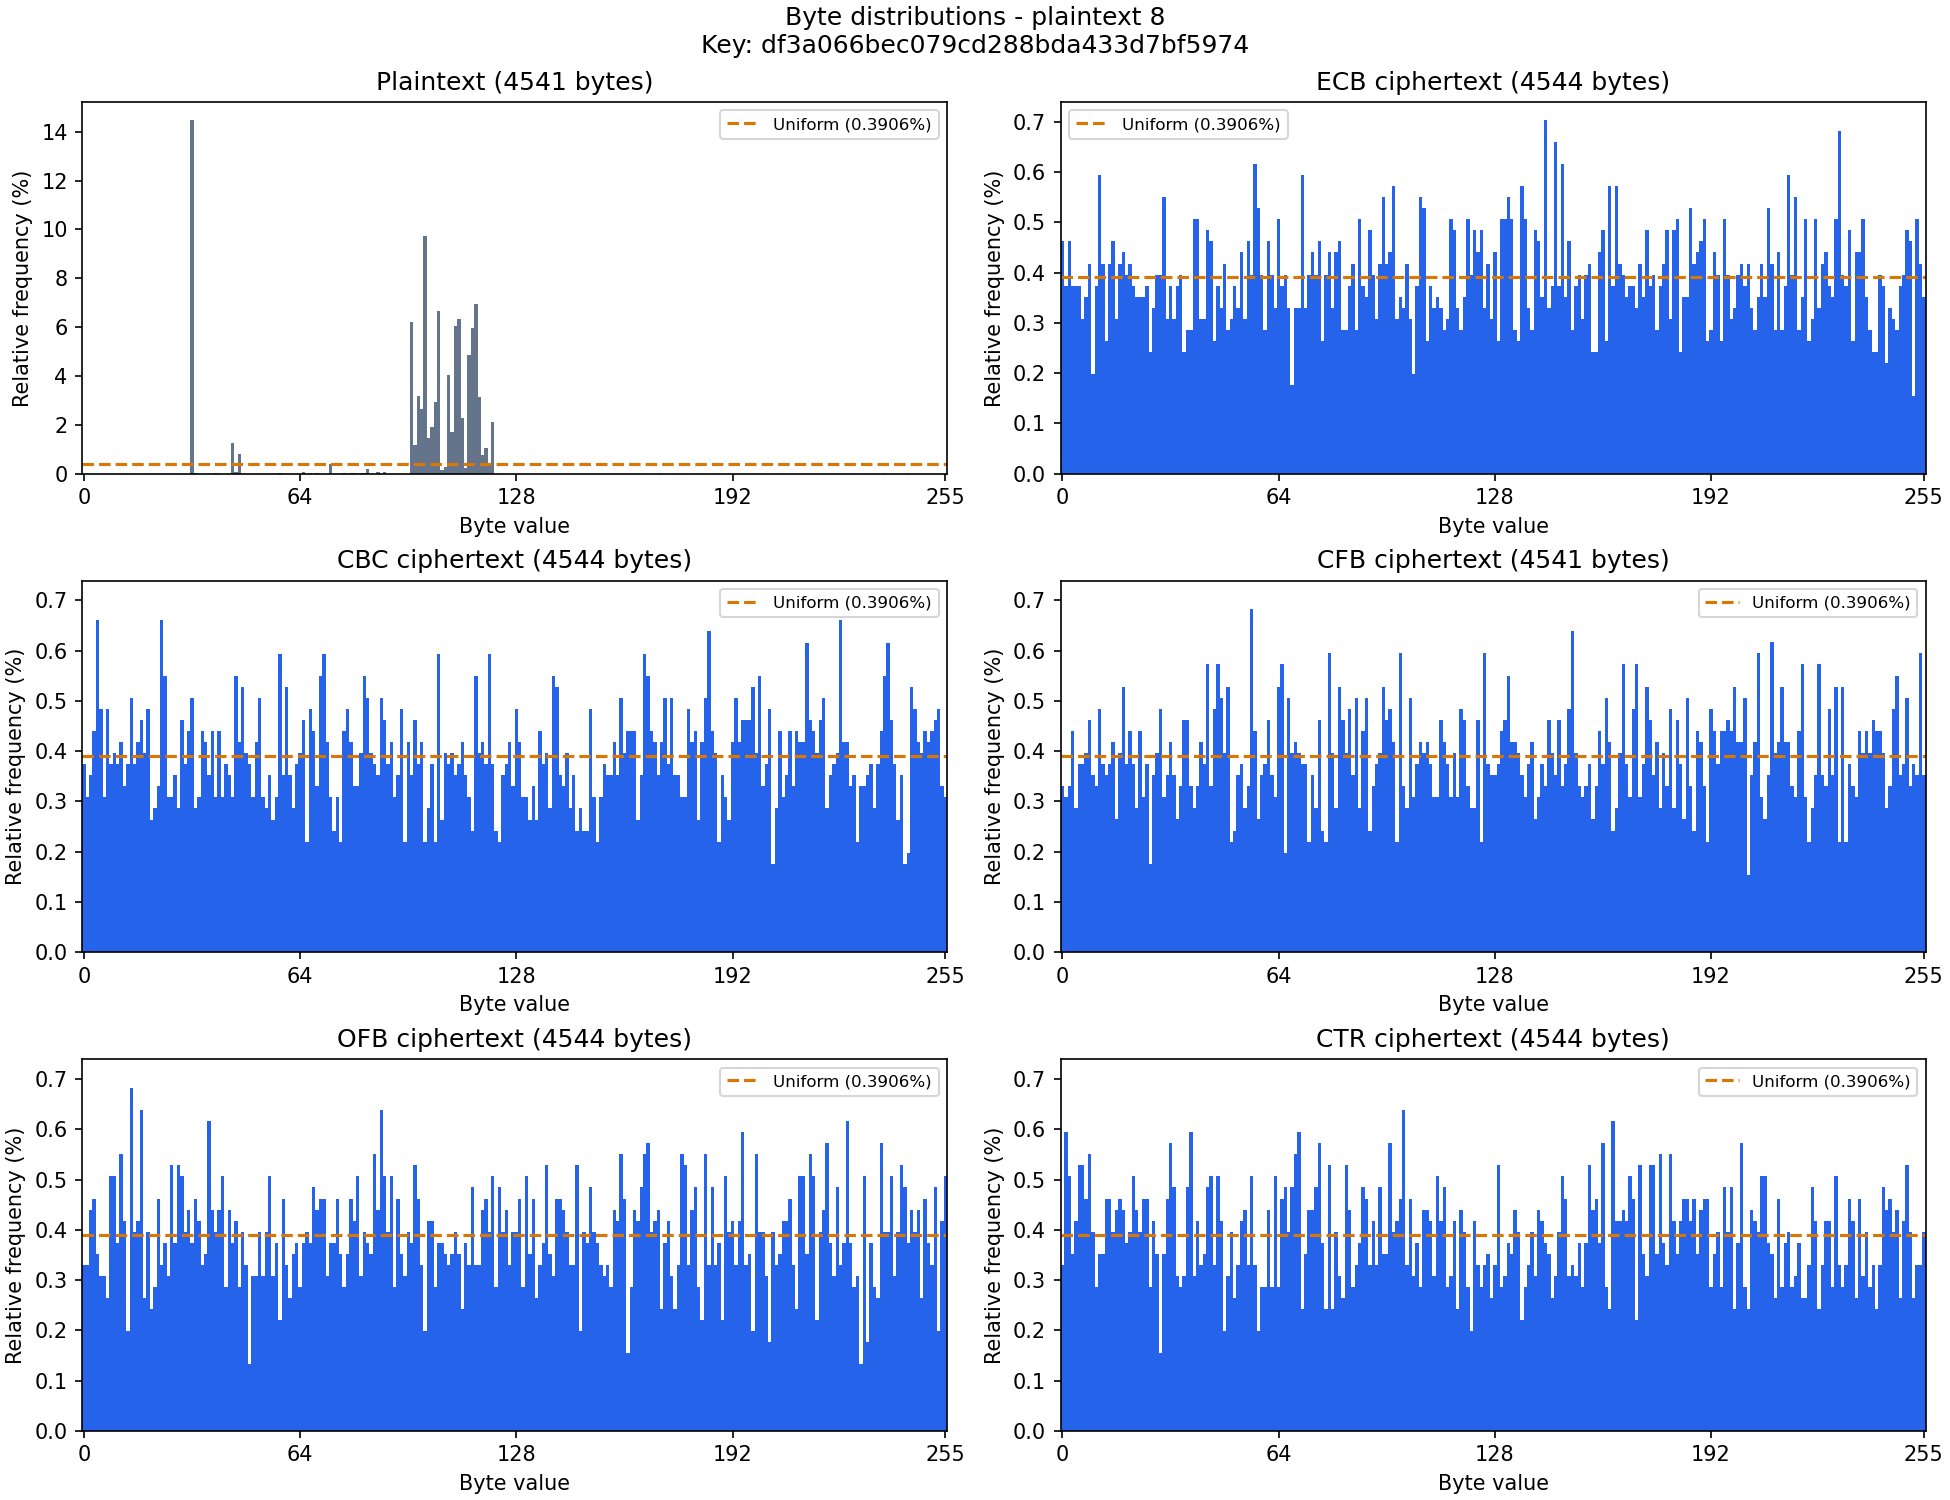 Byte distributions - plaintext 8
Key: df3a066bec079cd288bda433d7bf5974
Plaintext (4541 bytes)
Relative frequency (%)
14
12
10
8
6
4
2
0
Uniform (0.3906%)
0 64 128 192 255
Byte value
ECB ciphertext (4544 bytes)
Relative frequency (%)
0.7
0.6
0.5
0.4
0.3
0.2
0.1
0.0
Uniform (0.3906%)
0 64 128 192 255
Byte value
CBC ciphertext (4544 bytes)
Relative frequency (%)
0.7
0.6
0.5
0.4
0.3
0.2
0.1
0.0
Uniform (0.3906%)
0 64 128 192 255
Byte value
CFB ciphertext (4541 bytes)
Relative frequency (%)
0.7
0.6
0.5
0.4
0.3
0.2
0.1
0.0
Uniform (0.3906%)
0 64 128 192 255
Byte value
OFB ciphertext (4544 bytes)
Relative frequency (%)
0.7
0.6
0.5
0.4
0.3
0.2
0.1
0.0
Uniform (0.3906%)
0 64 128 192 255
Byte value
CTR ciphertext (4544 bytes)
Relative frequency (%)
0.7
0.6
0.5
0.4
0.3
0.2
0.1
0.0
Uniform (0.3906%)
0 64 128 192 255
Byte value